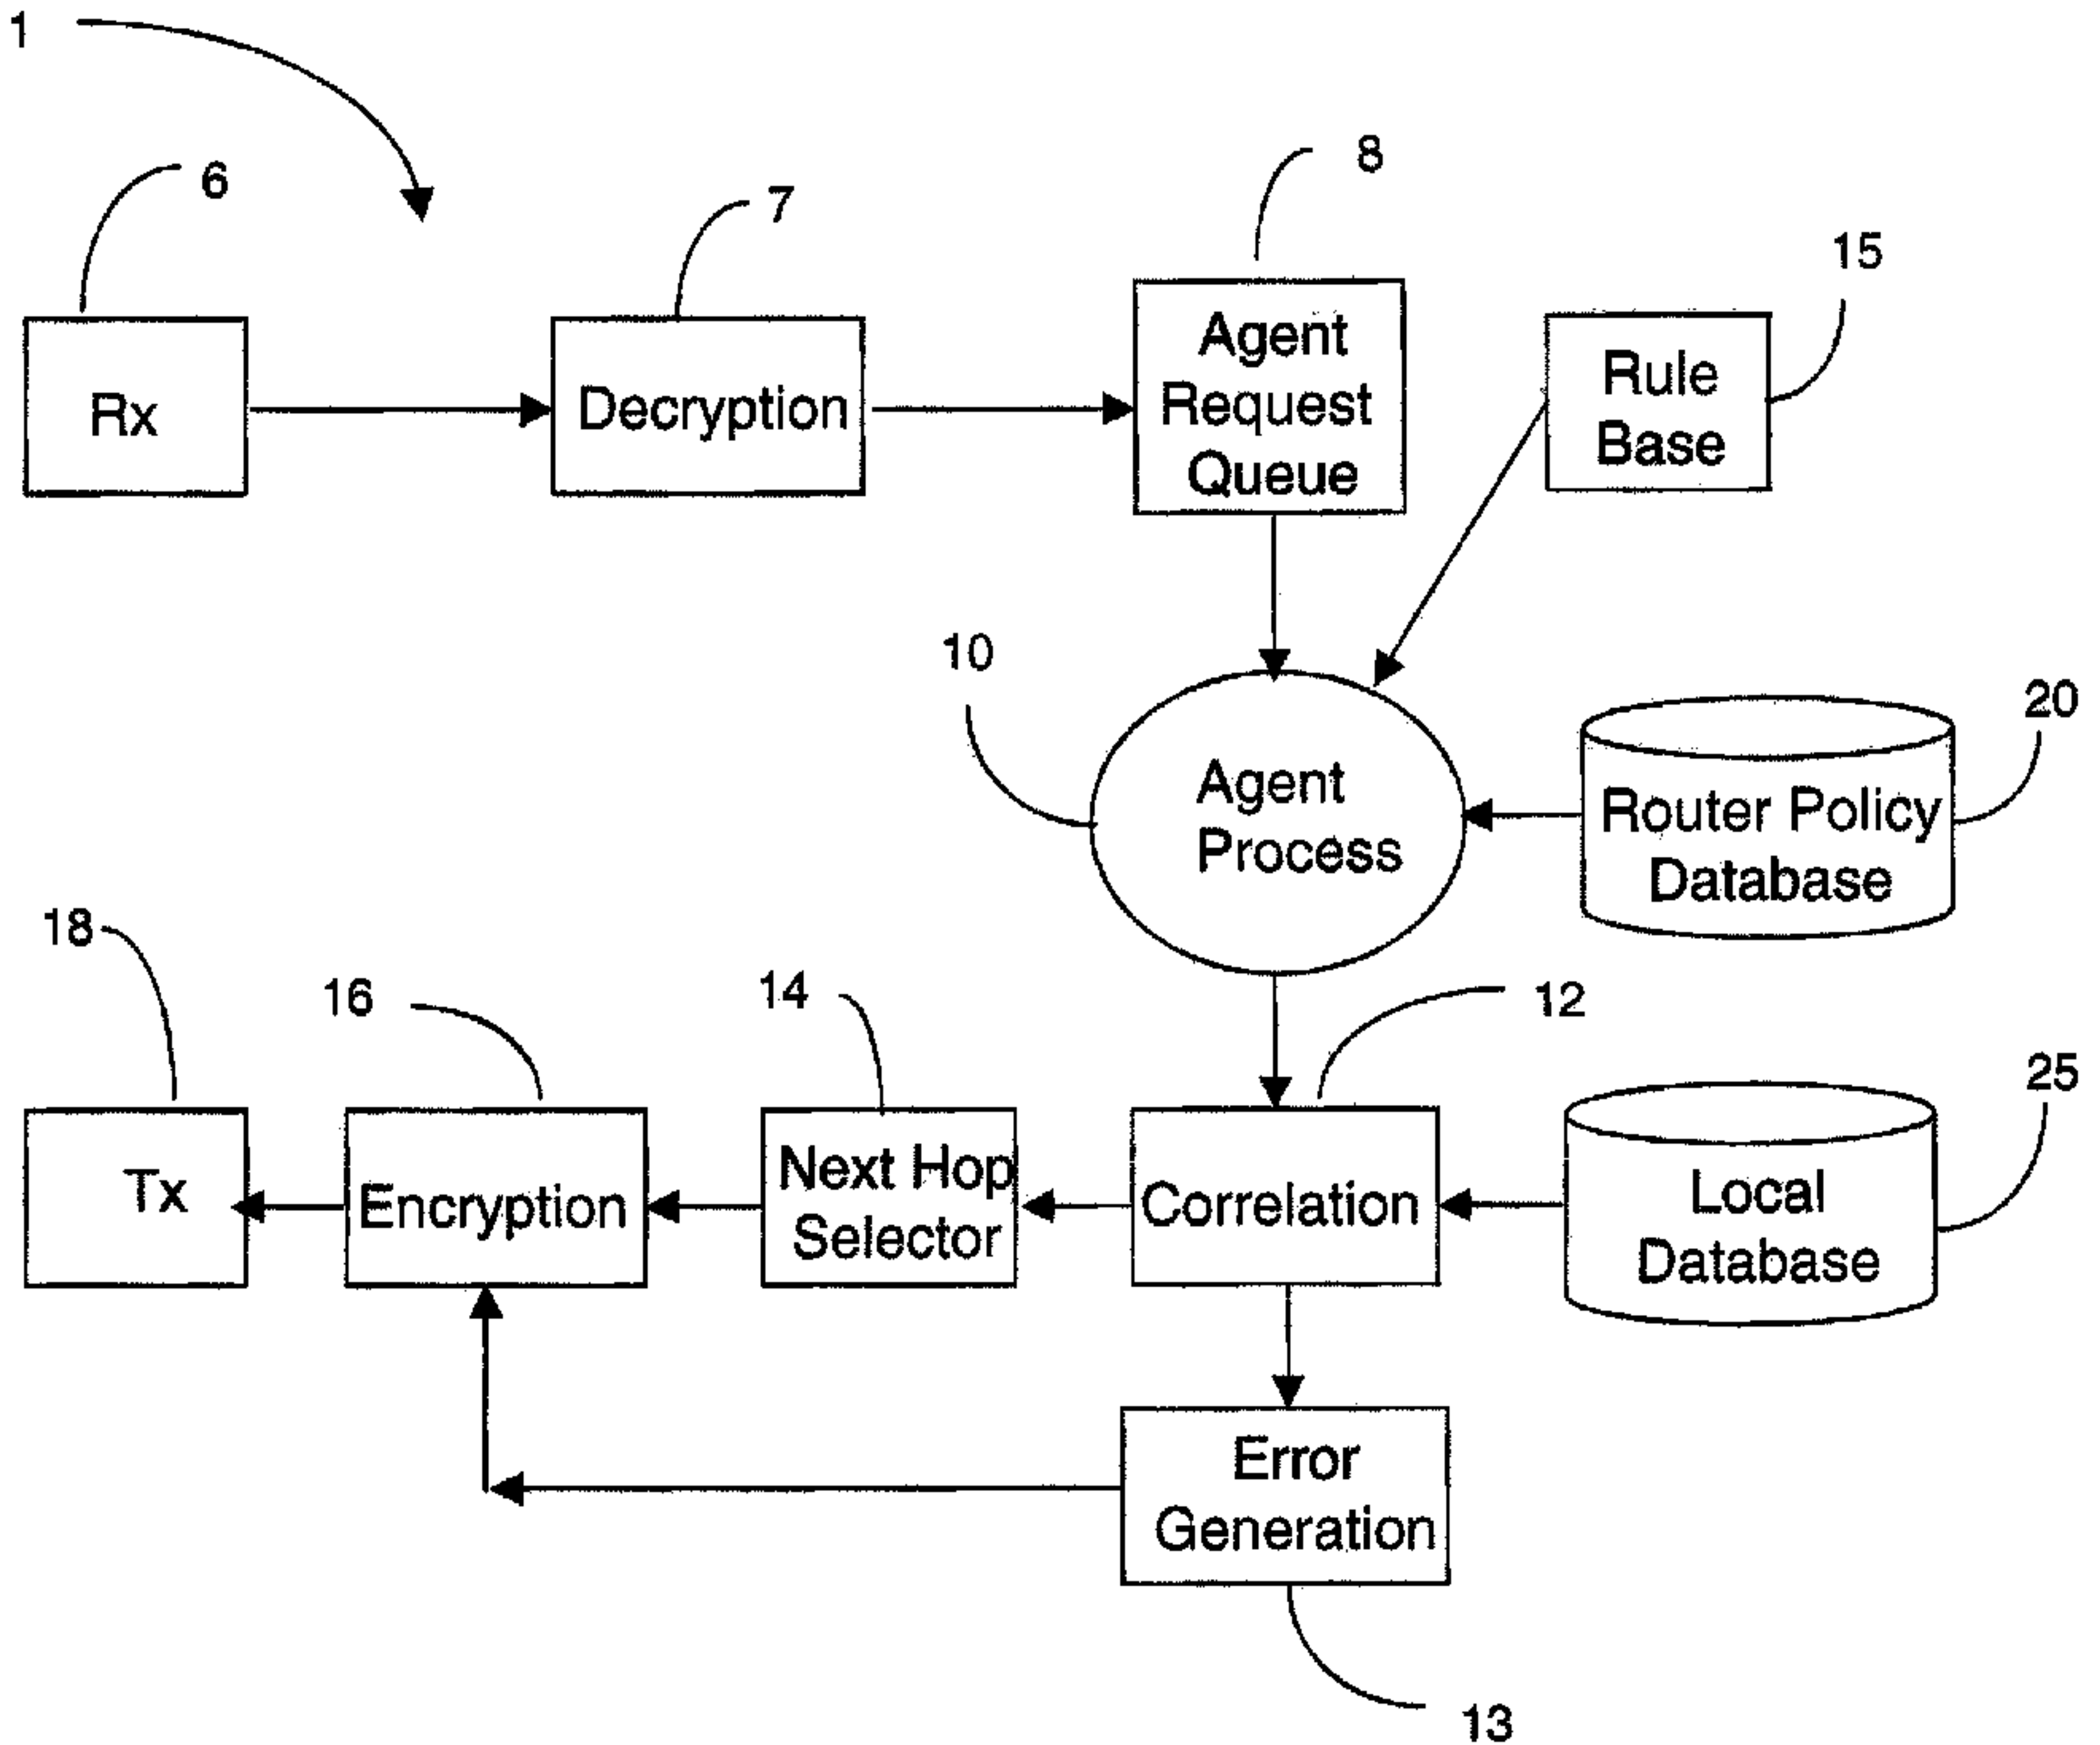 1
6
7
8
15
Rx
Decryption
Agent
Request
Queue
Rule
Base
10
20
Agent
Process
Router Policy
Database
18
16
14
12
25
Tx
Encryption
Next Hop
Selector
Correlation
Local
Database
Error
Generation
13